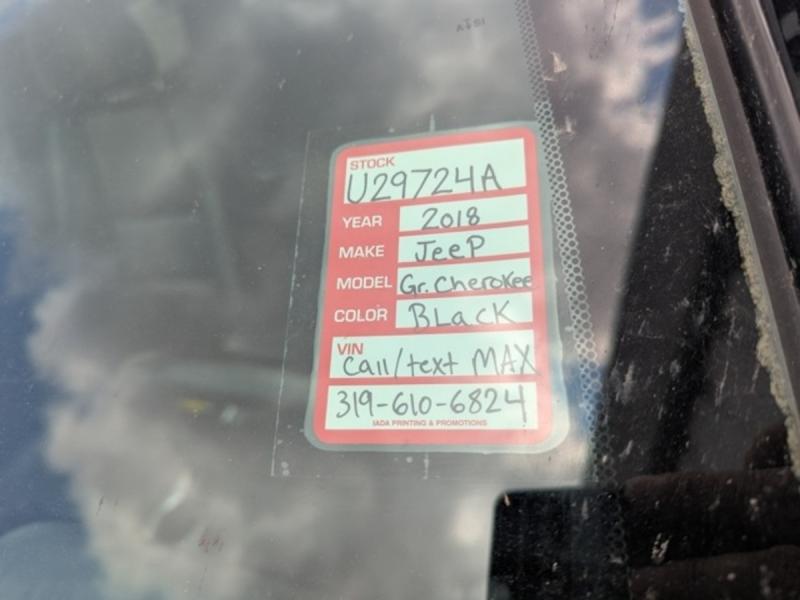 STOCK
U29724A
YEAR 2018
MAKE JeeP
MODEL Gr. Cherokee
COLOR BLacK
VIN
Call/text MAX
319-610-6824
IADA PRINTING & PROMOTIONS